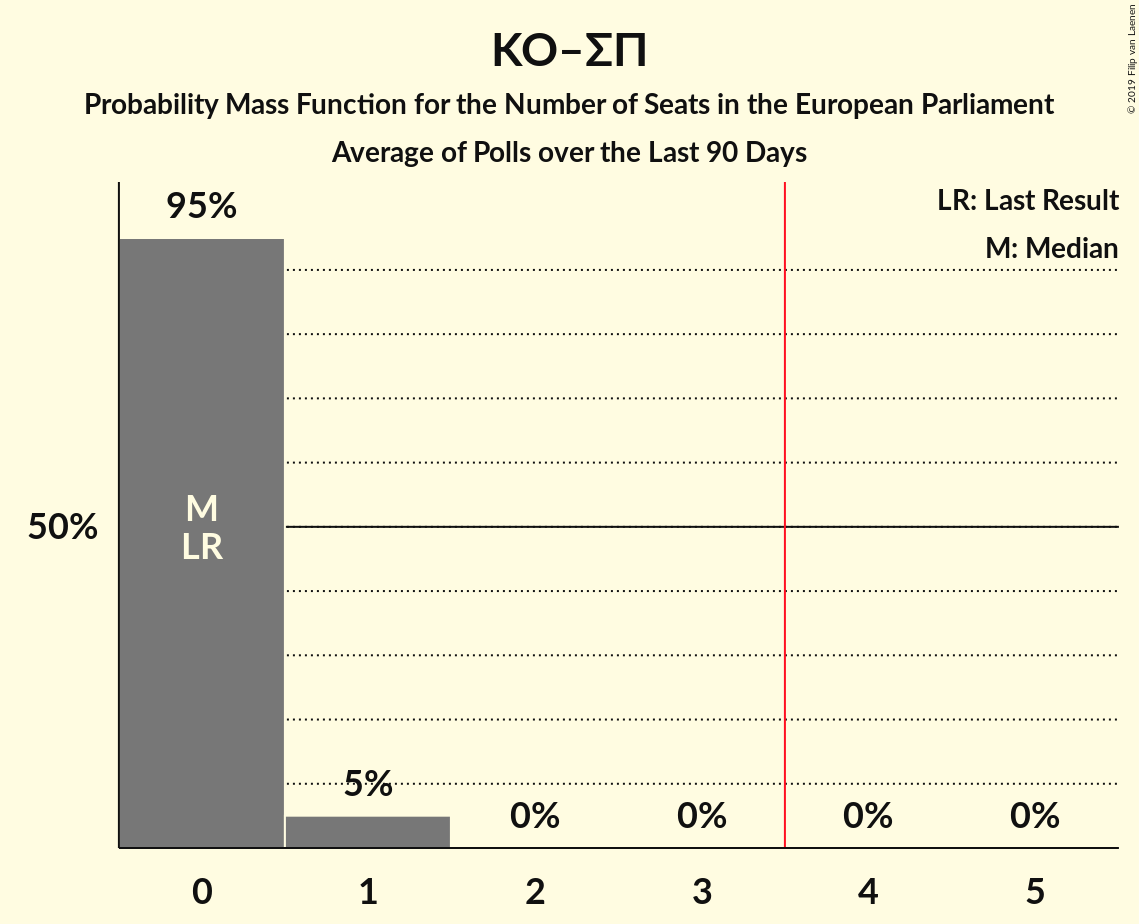 ΚΟ–ΣΠ
Probability Mass Function for the Number of Seats in the European Parliament
Average of Polls over the Last 90 Days
© 2019 Filip van Laenen
LR: Last Result
M: Median
95%
M
LR
50%
5%
0%
0%
0%
0%
0
1
2
3
4
5